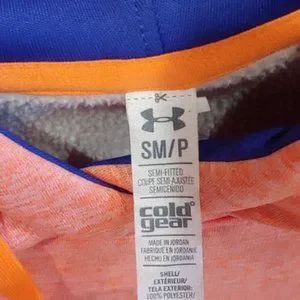 SM/P
SEMI-FITTED
COUPE SEMI-AJUSTÉE
SEMICENIDO
cold
gear
MADE IN JORDAN
FABRIQUÉ EN JORDANIE
HECHO EN JORDANIA
SHELL/
EXTÉRIEUR/
TELA EXTERIOR:
100% POLYESTER/